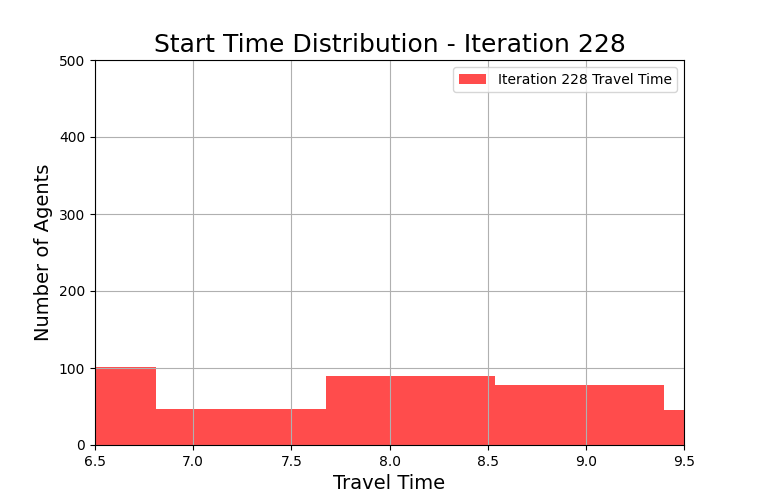 Start Time Distribution - Iteration 228
Iteration 228 Travel Time
Number of Agents
500
400
300
200
100
0
6.5 7.0 7.5 8.0 8.5 9.0 9.5
Travel Time